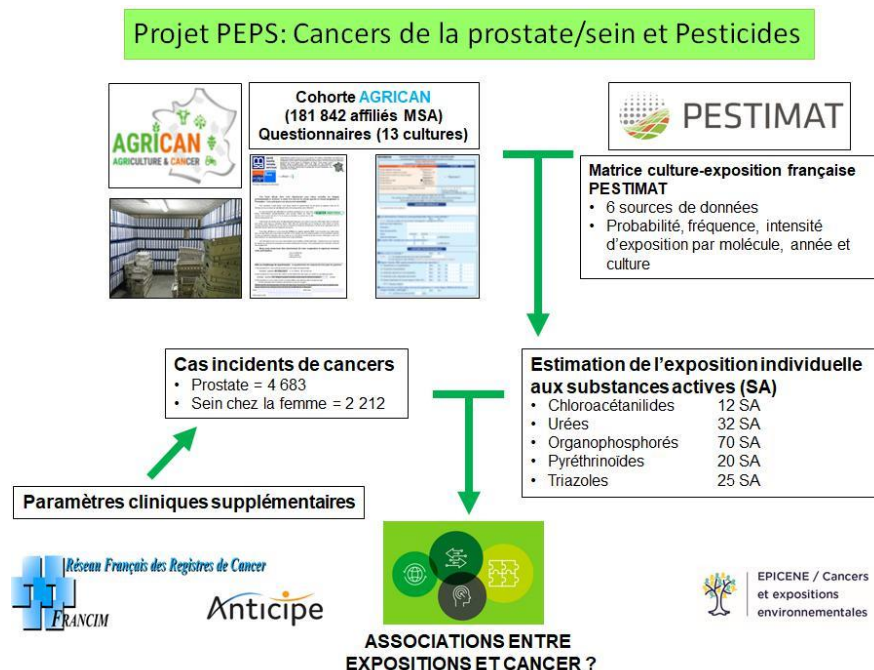 Projet PEPS: Cancers de la prostate/sein et Pesticides
AGRICAN
AGRICULTURE & CANCER
Cohorte AGRICAN
(181 842 affiliés MSA)
Questionnaires (13 cultures)
PESTIMAT
Matrice culture-exposition française
PESTIMAT
• 6 sources de données
• Probabilité, fréquence, intensité
d'exposition par molécule, année et
culture
Cas incidents de cancers
• Prostate = 4 683
• Sein chez la femme = 2 212
Estimation de l'exposition individuelle
aux substances actives (SA)
• Chloroacétanilides 12 SA
• Urées 32 SA
• Organophosphorés 70 SA
• Pyréthrinoïdes 20 SA
• Triazoles 25 SA
Paramètres cliniques supplémentaires
Réseau Français des Registres de Cancer
FRANCIM
Anticipe
EPICENE / Cancers
et expositions
environnementales
ASSOCIATIONS ENTRE
EXPOSITIONS ET CANCER ?